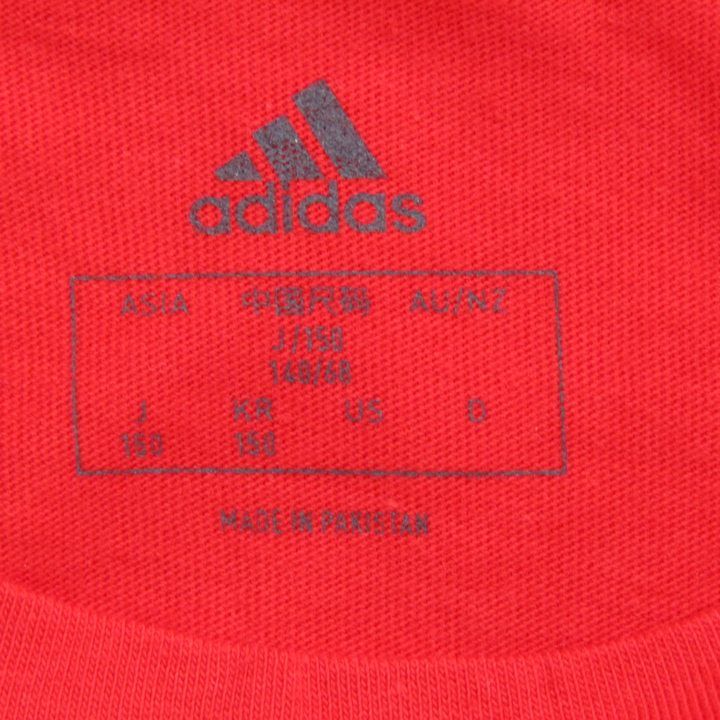 adidas
ASIA 中国尺码 AU/NZ
J/150
140/68
J KR US D
150 150
MADE IN PAKISTAN